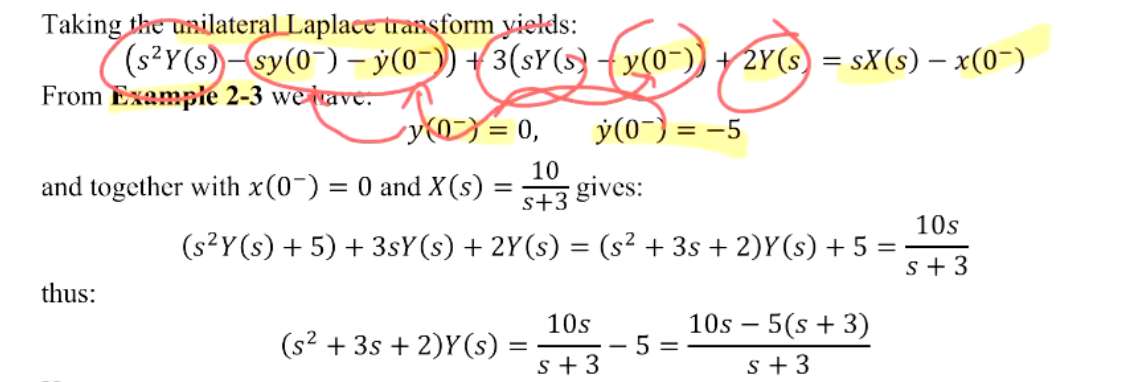 Taking the unilateral Laplace transform yields:
(s²Y(s) − sy(0⁻) − ẏ(0⁻)) + 3(sY(s) − y(0⁻)) + 2Y(s) = sX(s) − x(0⁻)
From Example 2-3 we have:
y(0⁻) = 0, ẏ(0⁻) = −5
and together with x(0⁻) = 0 and X(s) = 10/(s+3) gives:
(s²Y(s) + 5) + 3sY(s) + 2Y(s) = (s² + 3s + 2)Y(s) + 5 = 10s/(s + 3)
thus:
(s² + 3s + 2)Y(s) = 10s/(s + 3) − 5 = (10s − 5(s + 3))/(s + 3)